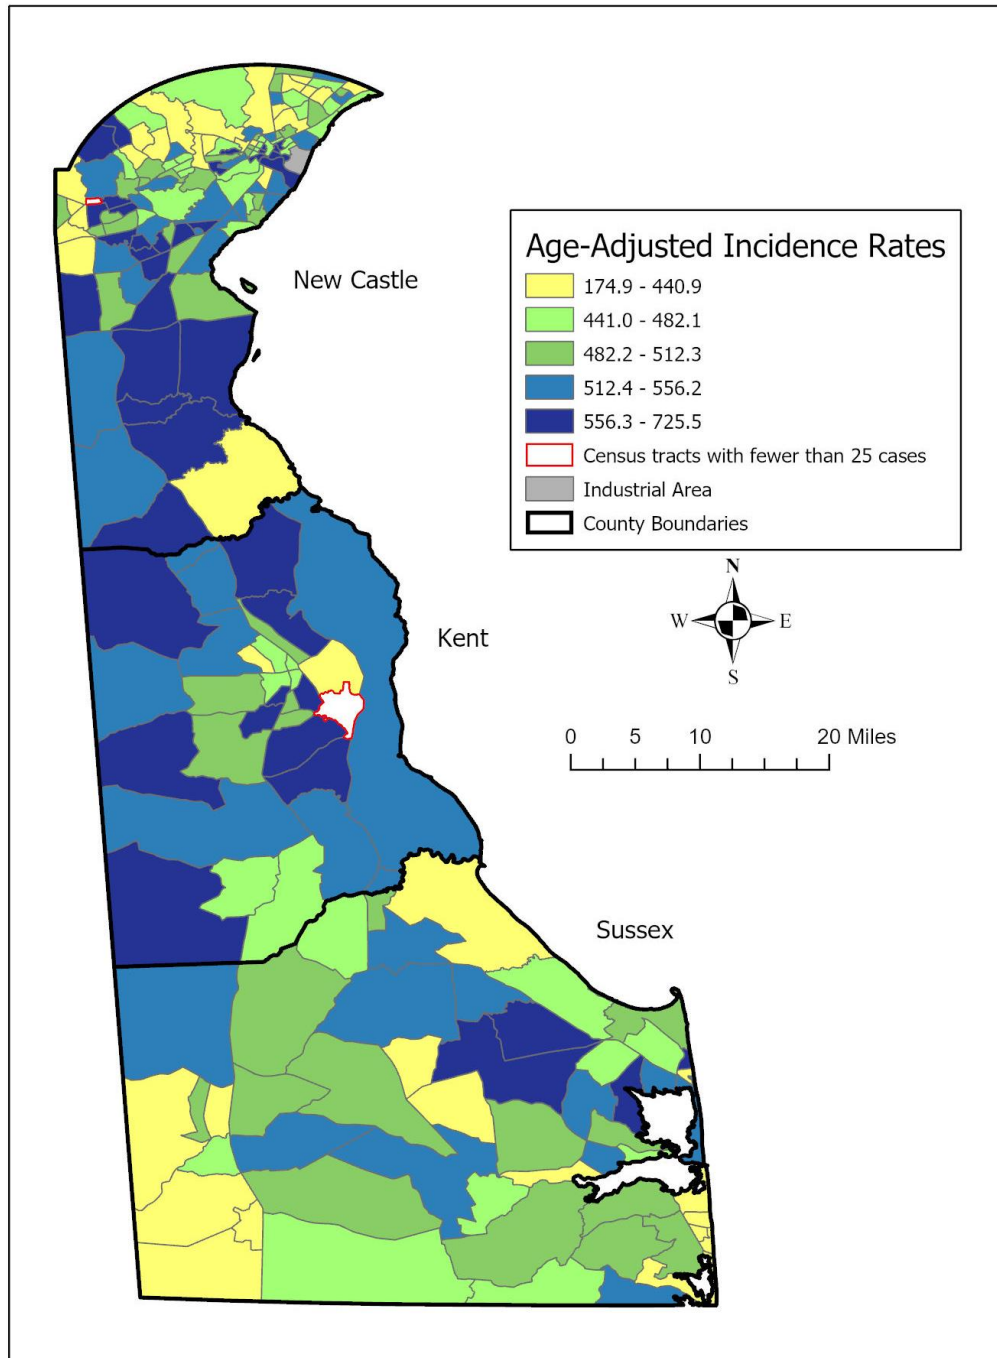 New Castle
Kent
Sussex
Age-Adjusted Incidence Rates
174.9 - 440.9
441.0 - 482.1
482.2 - 512.3
512.4 - 556.2
556.3 - 725.5
Census tracts with fewer than 25 cases
Industrial Area
County Boundaries
N
W E
S
0 5 10 20 Miles